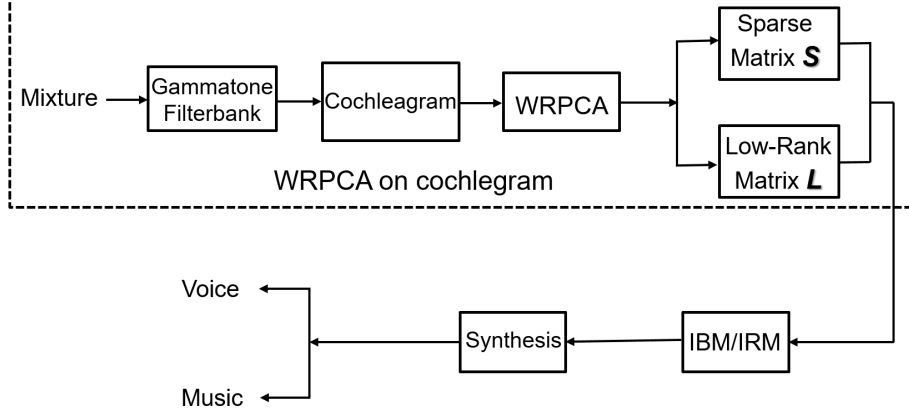 Mixture
Gammatone
Filterbank
Cochleagram
WRPCA
Sparse
Matrix S
Low-Rank
Matrix L
WRPCA on cochlegram
Voice
Music
Synthesis
IBM/IRM